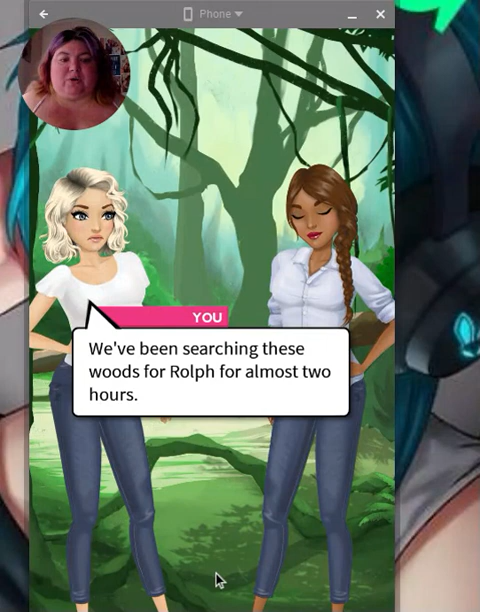 Phone
YOU
We've been searching these
woods for Rolph for almost two
hours.